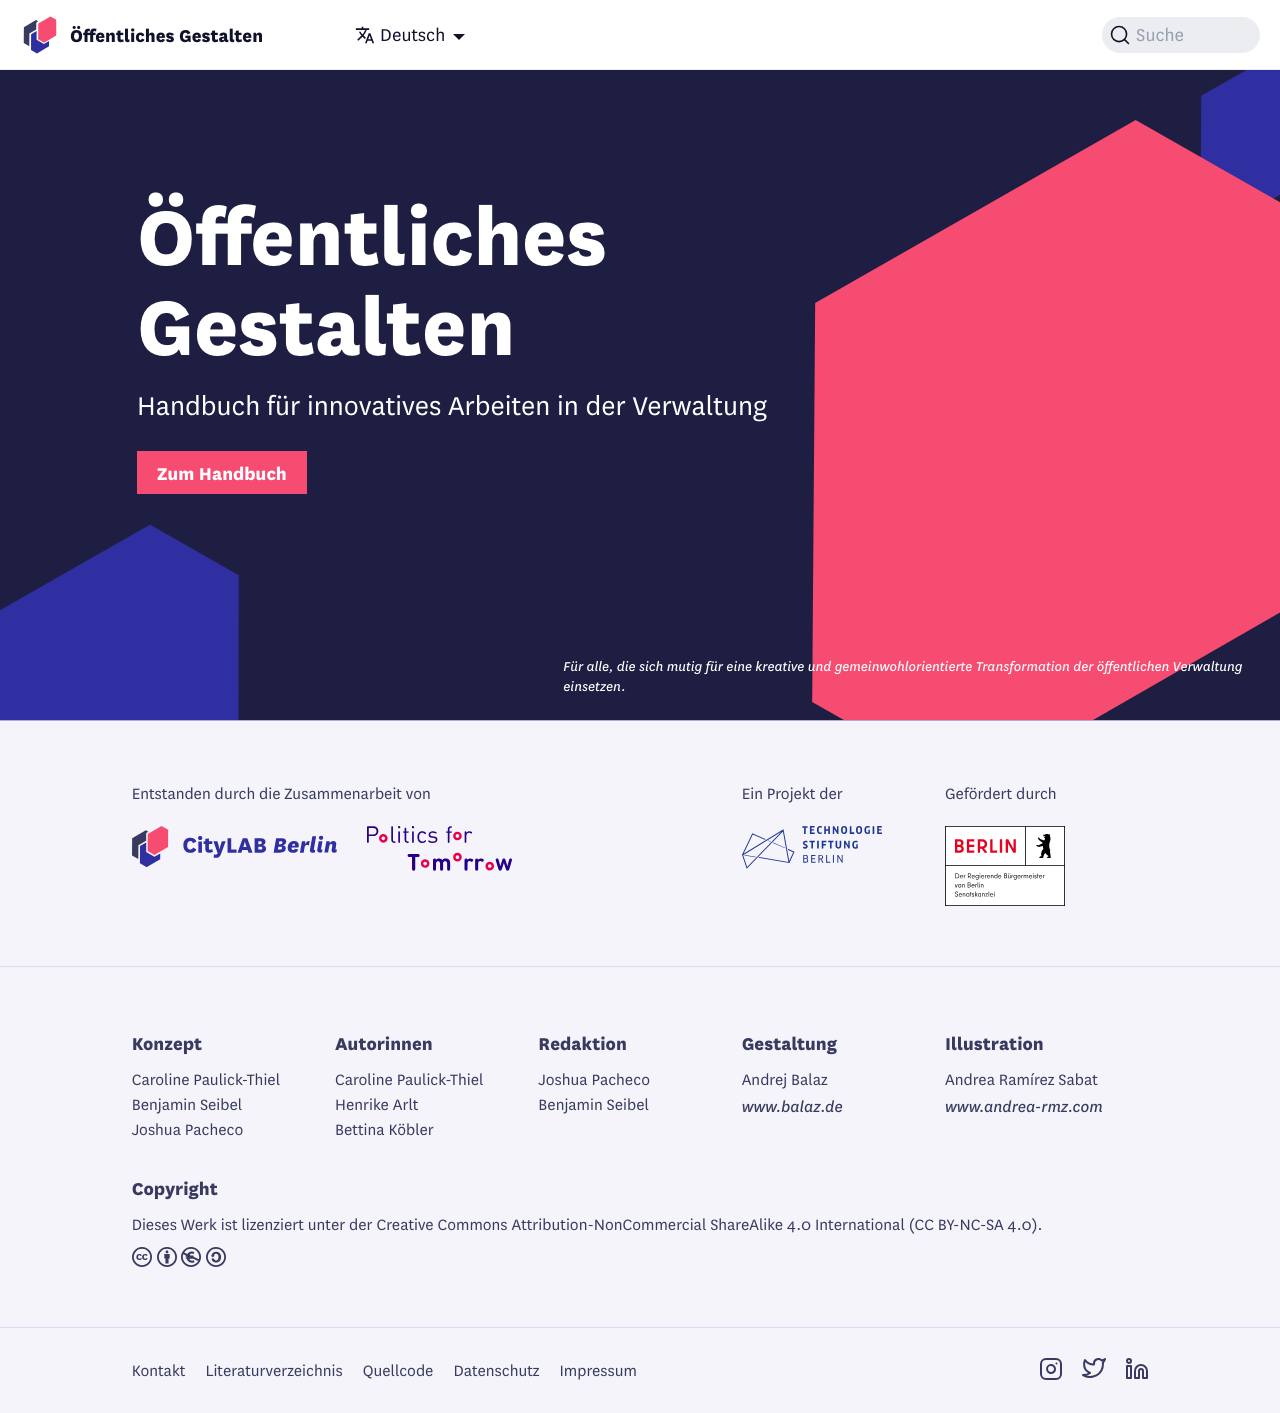 Öffentliches Gestalten
Deutsch
Suche
Öffentliches
Gestalten
Handbuch für innovatives Arbeiten in der Verwaltung
Zum Handbuch
Für alle, die sich mutig für eine kreative und gemeinwohlorientierte Transformation der öffentlichen Verwaltung
einsetzen.
Entstanden durch die Zusammenarbeit von
CityLAB Berlin
Politics for
Tomorrow
Ein Projekt der
TECHNOLOGIE
STIFTUNG
BERLIN
Gefördert durch
BERLIN
Der Regierende Bürgermeister
von Berlin
Senatskanzlei
Konzept
Caroline Paulick-Thiel
Benjamin Seibel
Joshua Pacheco
Autorinnen
Caroline Paulick-Thiel
Henrike Arlt
Bettina Köbler
Redaktion
Joshua Pacheco
Benjamin Seibel
Gestaltung
Andrej Balaz
www.balaz.de
Illustration
Andrea Ramírez Sabat
www.andrea-rmz.com
Copyright
Dieses Werk ist lizenziert unter der Creative Commons Attribution-NonCommercial ShareAlike 4.0 International (CC BY-NC-SA 4.0).
cc
Kontakt Literaturverzeichnis Quellcode Datenschutz Impressum